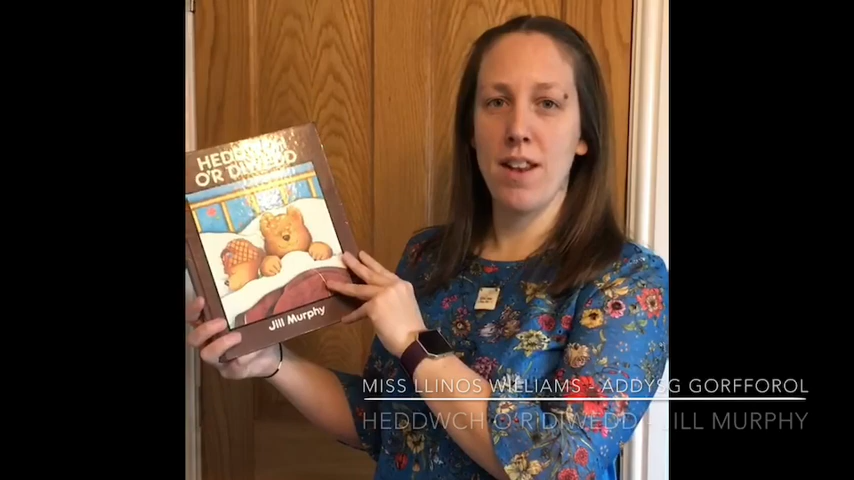 HEDDWCH
O'R DIWEDD
Jill Murphy
MISS LLINOS WILLIAMS - ADDYSG GORFFOROL
HEDDWCH O'R DIWEDD - JILL MURPHY